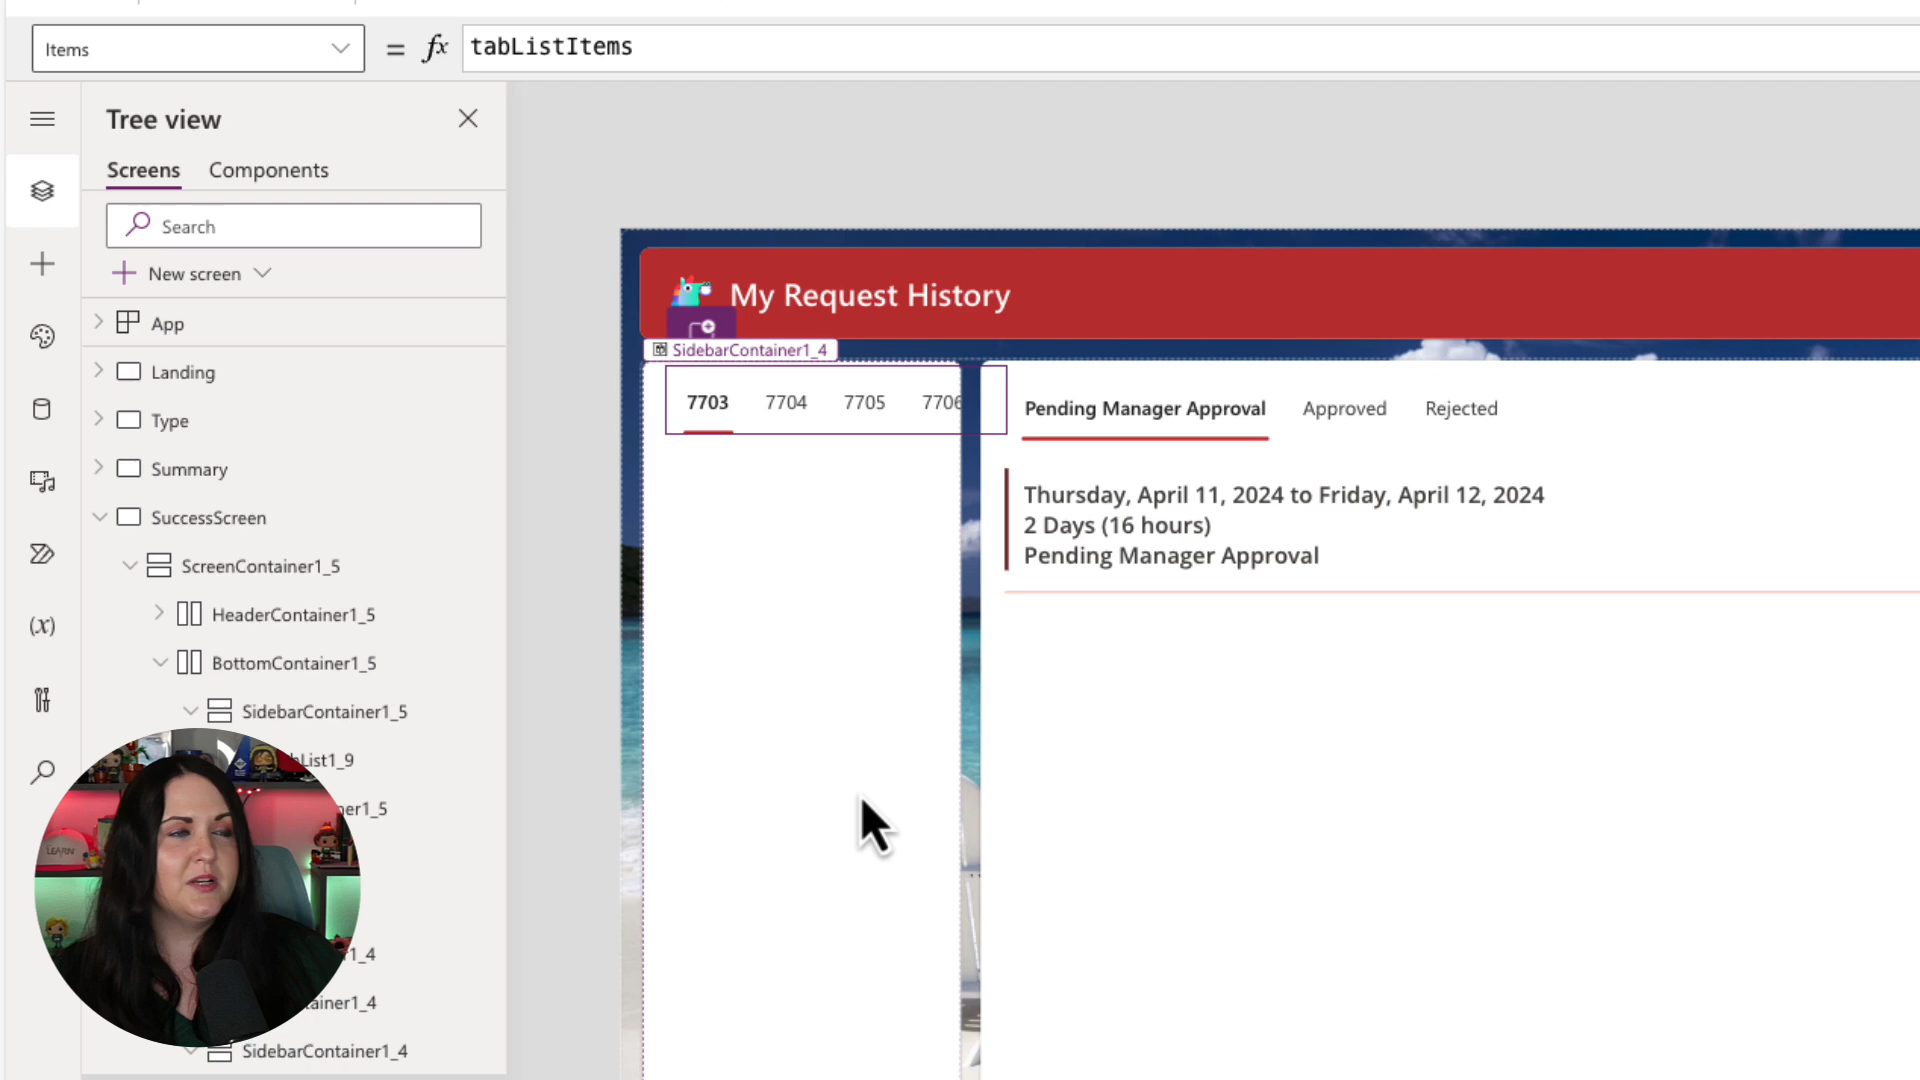 Items
= fx tabListItems
Tree view
Screens Components
Search
New screen
App
Landing
Type
Summary
SuccessScreen
ScreenContainer1_5
HeaderContainer1_5
BottomContainer1_5
SidebarContainer1_5
List1_9
er1_5
1_4
ainer1_4
SidebarContainer1_4
(x)
LEARN
My Request History
SidebarContainer1_4
7703 7704 7705 7706
Pending Manager Approval Approved Rejected
Thursday, April 11, 2024 to Friday, April 12, 2024
2 Days (16 hours)
Pending Manager Approval